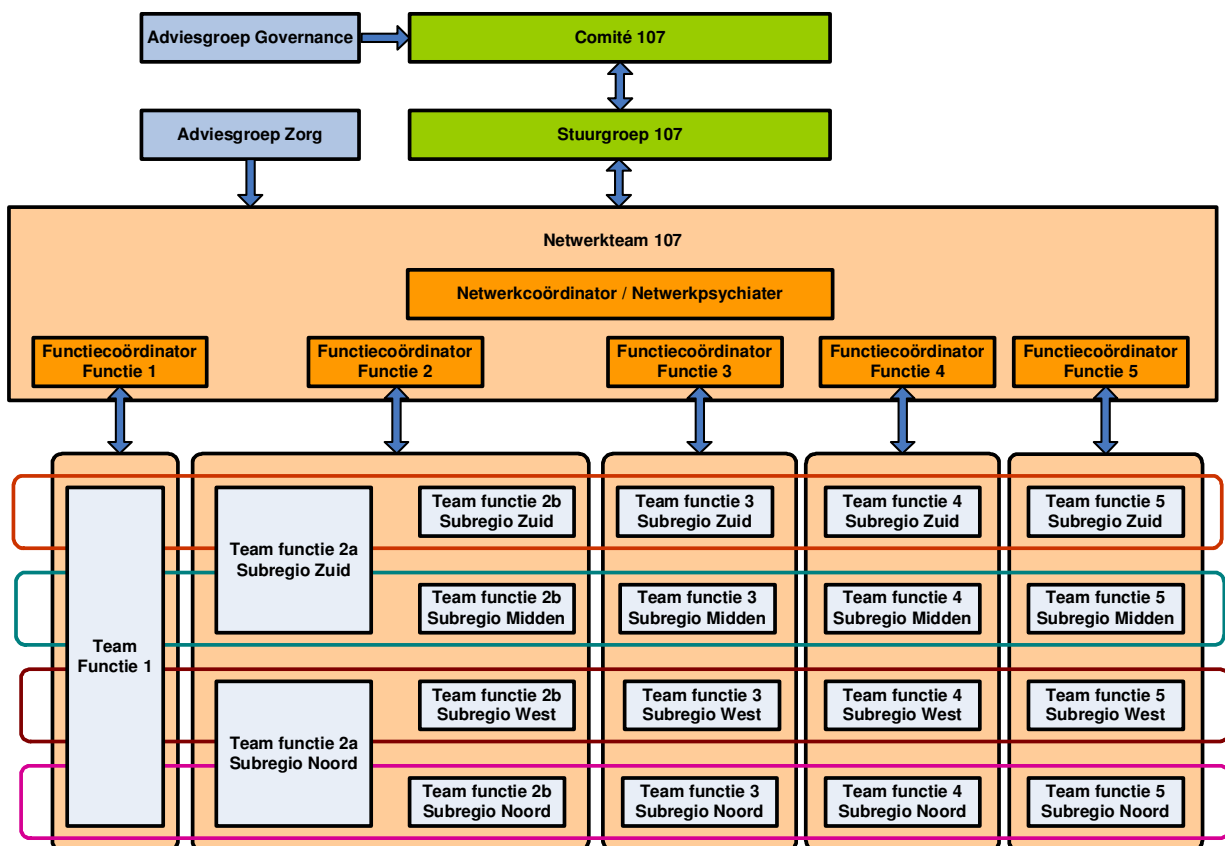 Adviesgroep Governance
Comité 107
Adviesgroep Zorg
Stuurgroep 107
Netwerkteam 107
Netwerkcoördinator / Netwerkpsychiater
Functiecoördinator
Functie 1
Functiecoördinator
Functie 2
Functiecoördinator
Functie 3
Functiecoördinator
Functie 4
Functiecoördinator
Functie 5
Team
Functie 1
Team functie 2a
Subregio Zuid
Team functie 2a
Subregio Noord
Team functie 2b
Subregio Zuid
Team functie 3
Subregio Zuid
Team functie 4
Subregio Zuid
Team functie 5
Subregio Zuid
Team functie 2b
Subregio Midden
Team functie 3
Subregio Midden
Team functie 4
Subregio Midden
Team functie 5
Subregio Midden
Team functie 2b
Subregio West
Team functie 3
Subregio West
Team functie 4
Subregio West
Team functie 5
Subregio West
Team functie 2b
Subregio Noord
Team functie 3
Subregio Noord
Team functie 4
Subregio Noord
Team functie 5
Subregio Noord